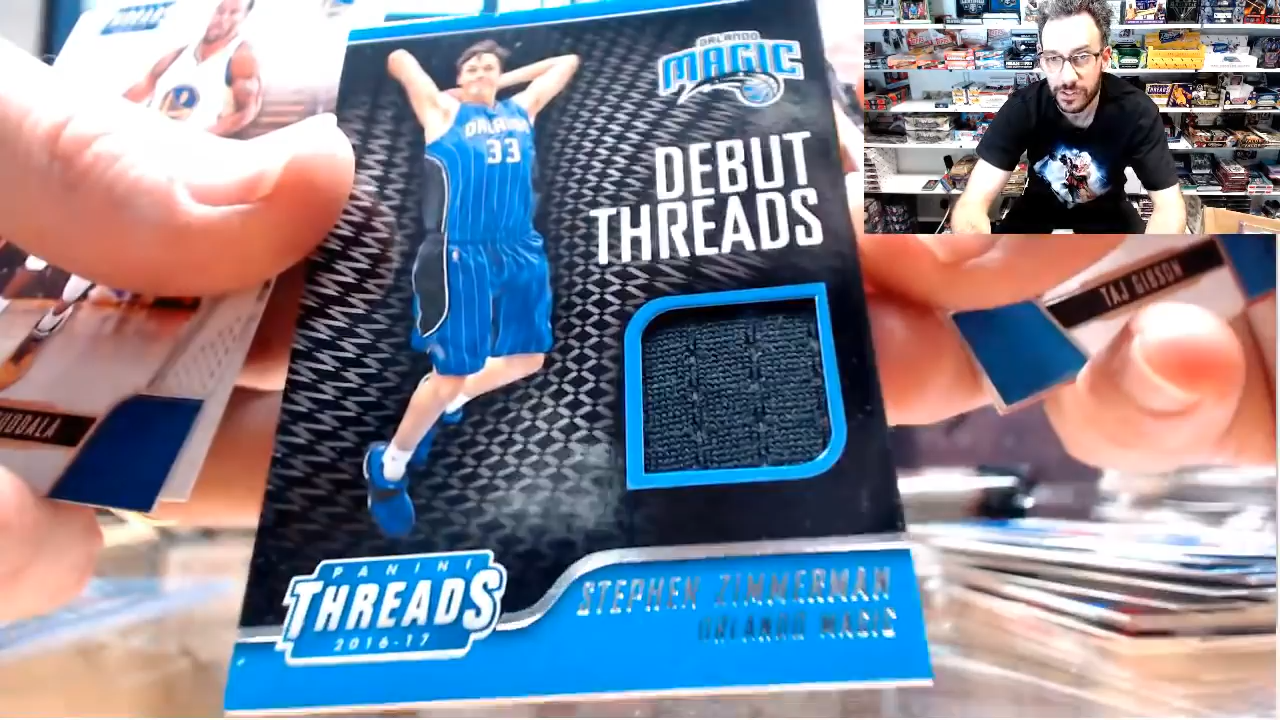 ORLANDO
MAGIC
DEBUT
THREADS
ORLANDO
33
TAJ GIBSON
PANINI
THREADS
2016-17
STEPHEN ZIMMERMAN
ORLANDO MAGIC